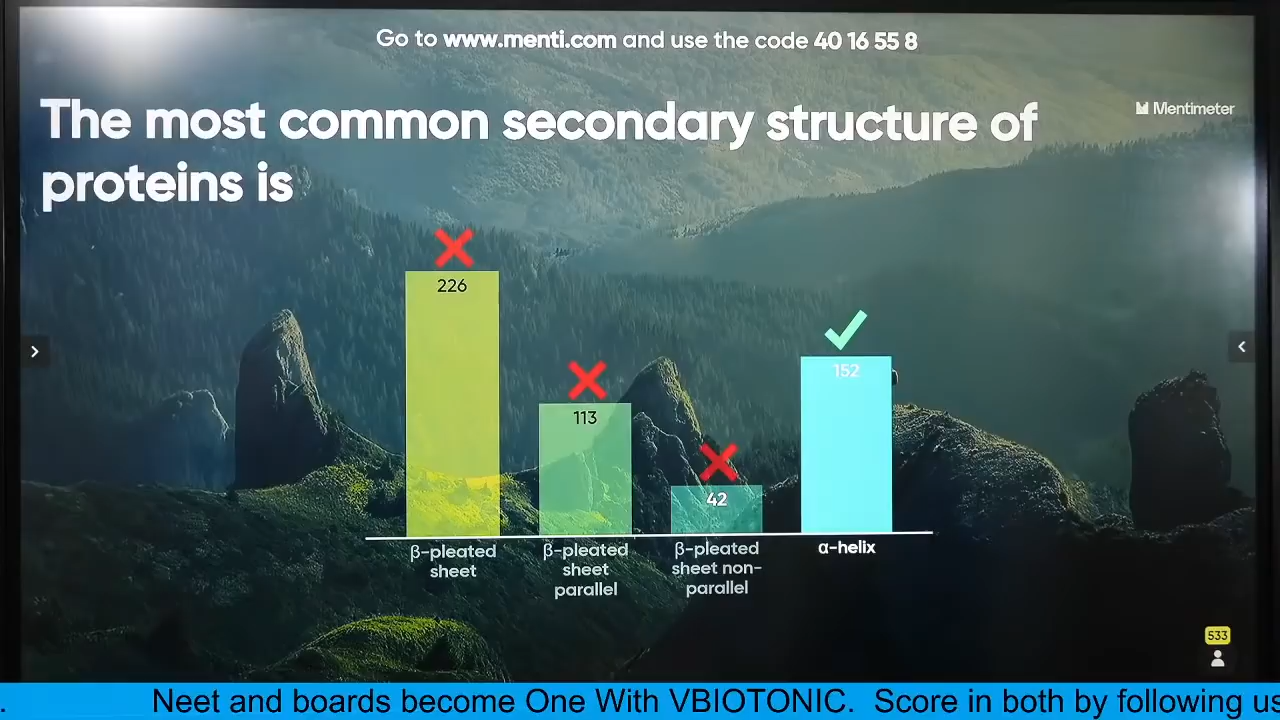 Go to www.menti.com and use the code 40 16 55 8
The most common secondary structure of
proteins is
Mentimeter
226
113
42
152
β-pleated
sheet
β-pleated
sheet
parallel
β-pleated
sheet non-
parallel
α-helix
533
. Neet and boards become One With VBIOTONIC. Score in both by following us